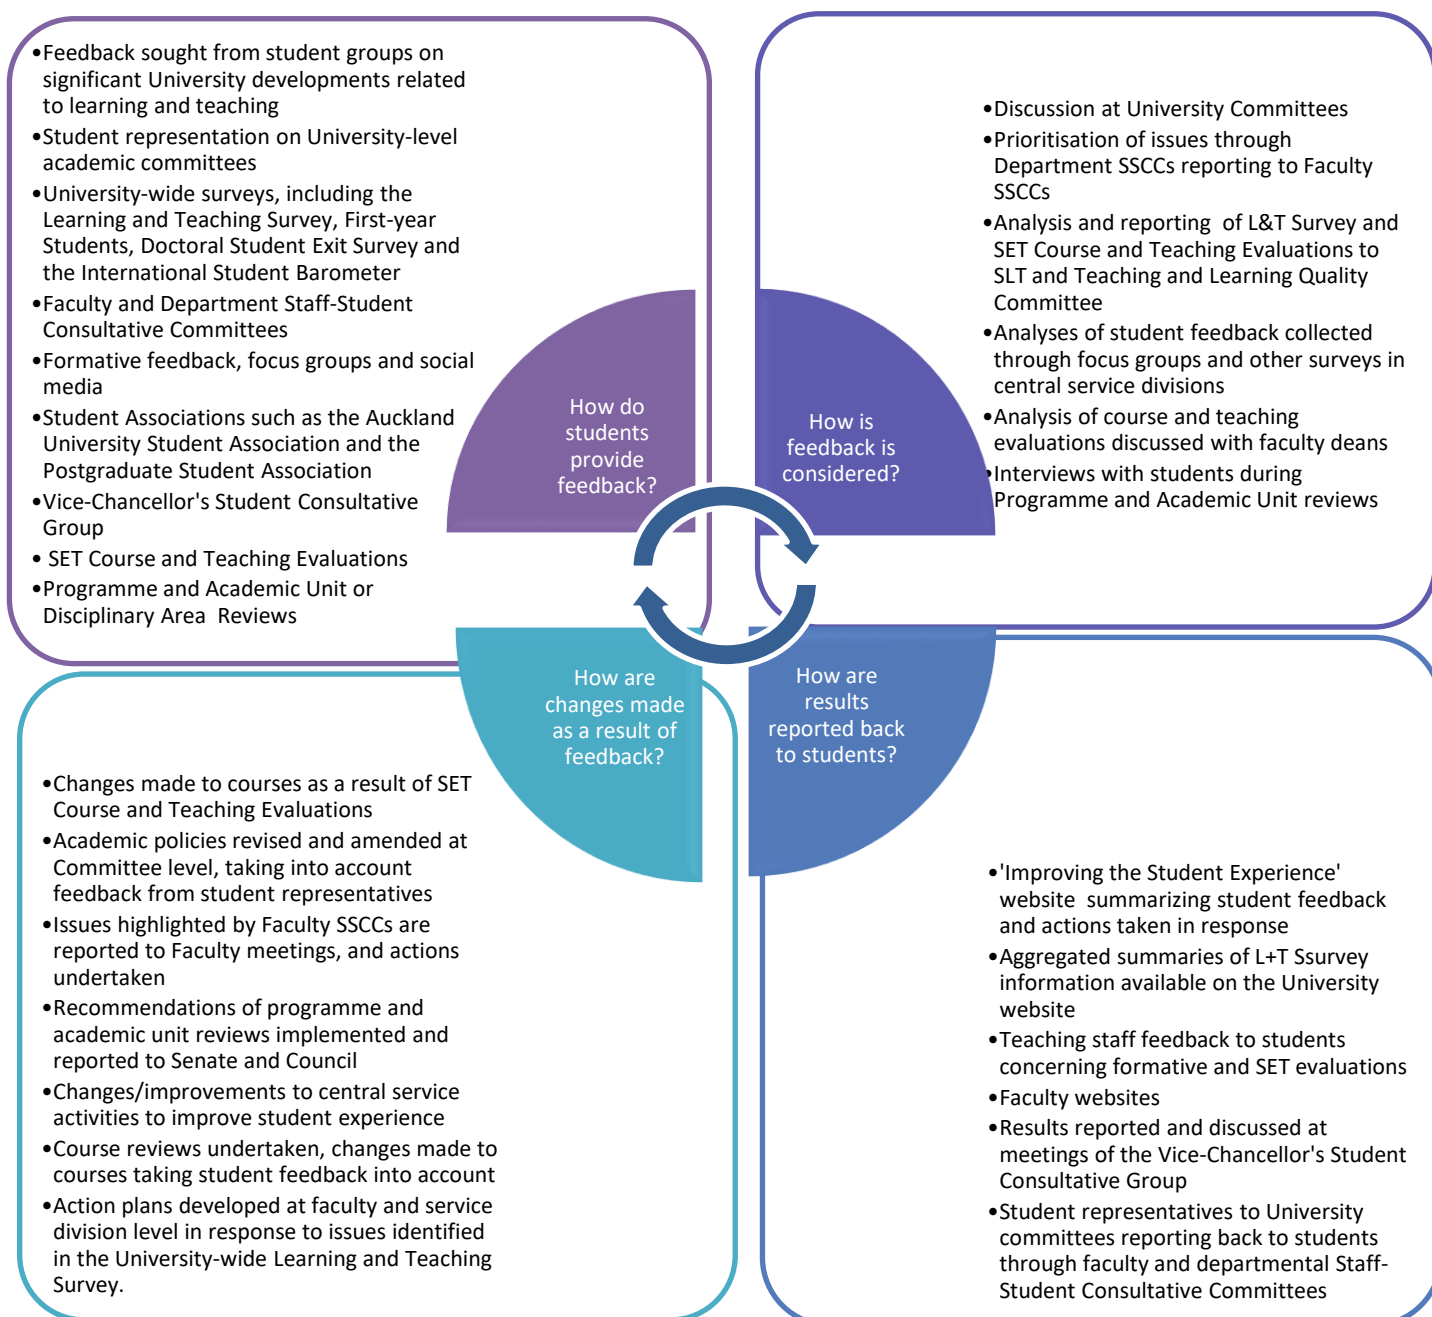 •Feedback sought from student groups on
significant University developments related
to learning and teaching
•Student representation on University-level
academic committees
•University-wide surveys, including the
Learning and Teaching Survey, First-year
Students, Doctoral Student Exit Survey and
the International Student Barometer
•Faculty and Department Staff-Student
Consultative Committees
•Formative feedback, focus groups and social
media
•Student Associations such as the Auckland
University Student Association and the
Postgraduate Student Association
•Vice-Chancellor's Student Consultative
Group
• SET Course and Teaching Evaluations
•Programme and Academic Unit or
Disciplinary Area  Reviews
How do
students
provide
feedback?
•Discussion at University Committees
•Prioritisation of issues through
Department SSCCs reporting to Faculty
SSCCs
•Analysis and reporting  of L&T Survey and
SET Course and Teaching Evaluations to
SLT and Teaching and Learning Quality
Committee
•Analyses of student feedback collected
through focus groups and other surveys in
central service divisions
•Analysis of course and teaching
evaluations discussed with faculty deans
•Interviews with students during
Programme and Academic Unit reviews
How is
feedback is
considered?
How are
changes made
as a result of
feedback?
•Changes made to courses as a result of SET
Course and Teaching Evaluations
•Academic policies revised and amended at
Committee level, taking into account
feedback from student representatives
•Issues highlighted by Faculty SSCCs are
reported to Faculty meetings, and actions
undertaken
•Recommendations of programme and
academic unit reviews implemented and
reported to Senate and Council
•Changes/improvements to central service
activities to improve student experience
•Course reviews undertaken, changes made to
courses taking student feedback into account
•Action plans developed at faculty and service
division level in response to issues identified
in the University-wide Learning and Teaching
Survey.
How are
results
reported back
to students?
•'Improving the Student Experience'
website  summarizing student feedback
and actions taken in response
•Aggregated summaries of L+T Ssurvey
information available on the University
website
•Teaching staff feedback to students
concerning formative and SET evaluations
•Faculty websites
•Results reported and discussed at
meetings of the Vice-Chancellor's Student
Consultative Group
•Student representatives to University
committees reporting back to students
through faculty and departmental Staff-
Student Consultative Committees